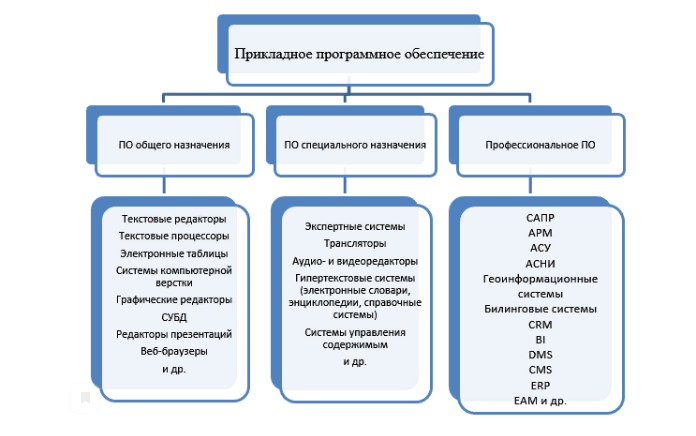 Прикладное программное обеспечение
ПО общего назначения
ПО специального назначения
Профессиональное ПО
Текстовые редакторы
Текстовые процессоры
Электронные таблицы
Системы компьютерной
верстки
Графические редакторы
СУБД
Редакторы презентаций
Веб-браузеры
и др.
Экспертные системы
Трансляторы
Аудио- и видеоредакторы
Гипертекстовые системы
(электронные словари,
энциклопедии, справочные
системы)
Системы управления
содержимым
и др.
САПР
АРМ
АСУ
АСНИ
Геоинформационные
системы
Билинговые системы
CRM
BI
DMS
CMS
ERP
EAM и др.